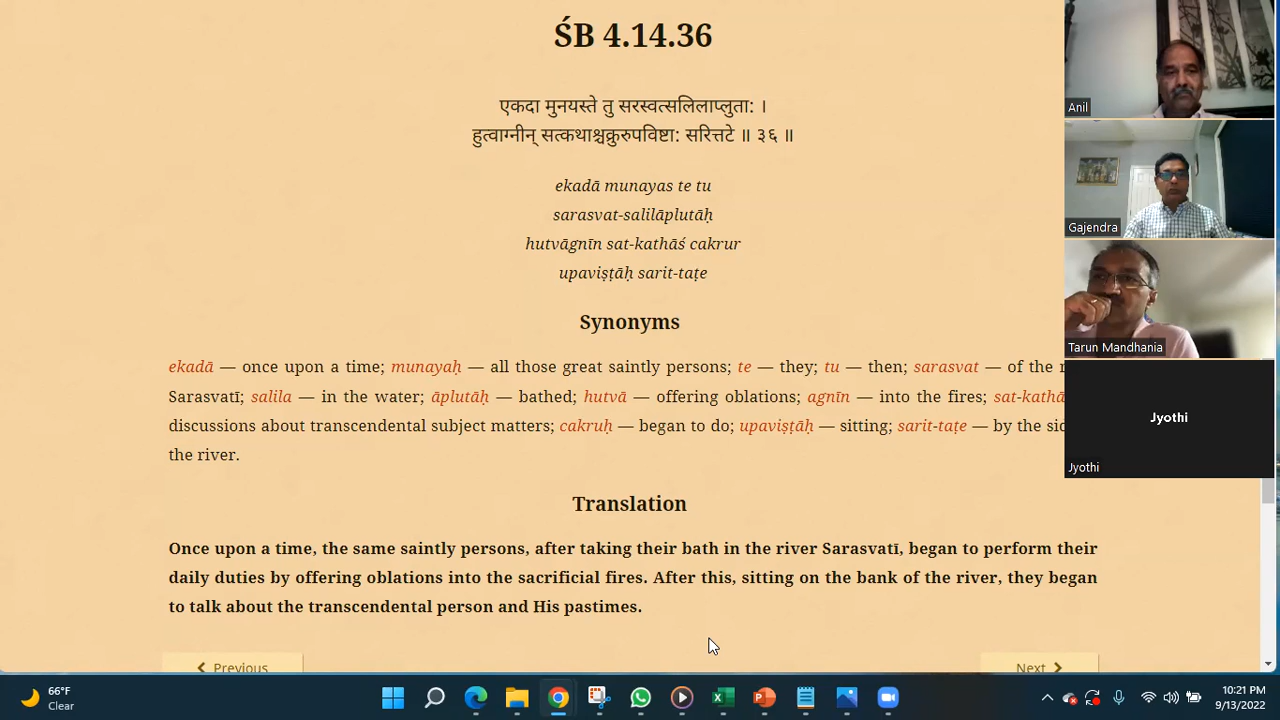 ŚB 4.14.36
एकदा मुनयस्ते तु सरस्वत्सलिलाप्लुता: ।
हुत्वाग्नीन् सत्कथाश्चक्रुरुपविष्टा: सरित्तटे ॥ ३६ ॥
ekadā munayas te tu
sarasvat-salilāplutāḥ
hutvāgnīn sat-kathāś cakrur
upaviṣṭāḥ sarit-taṭe
Synonyms
ekadā — once upon a time; munayaḥ — all those great saintly persons; te — they; tu — then; sarasvat — of the
Sarasvatī; salila — in the water; āplutāḥ — bathed; hutvā — offering oblations; agnīn — into the fires;
discussions about transcendental subject matters; cakruḥ — began to do; upaviṣṭāḥ — sitting; sarit-taṭe — by the
the river.
Translation
Once upon a time, the same saintly persons, after taking their bath in the river Sarasvatī, began to perform their
daily duties by offering oblations into the sacrificial fires. After this, sitting on the bank of the river, they began
to talk about the transcendental person and His pastimes.
Previous
Next
Anil
Gajendra
Tarun Mandhania
Jyothi
Jyothi
66°F
Clear
10:21 PM
9/13/2022